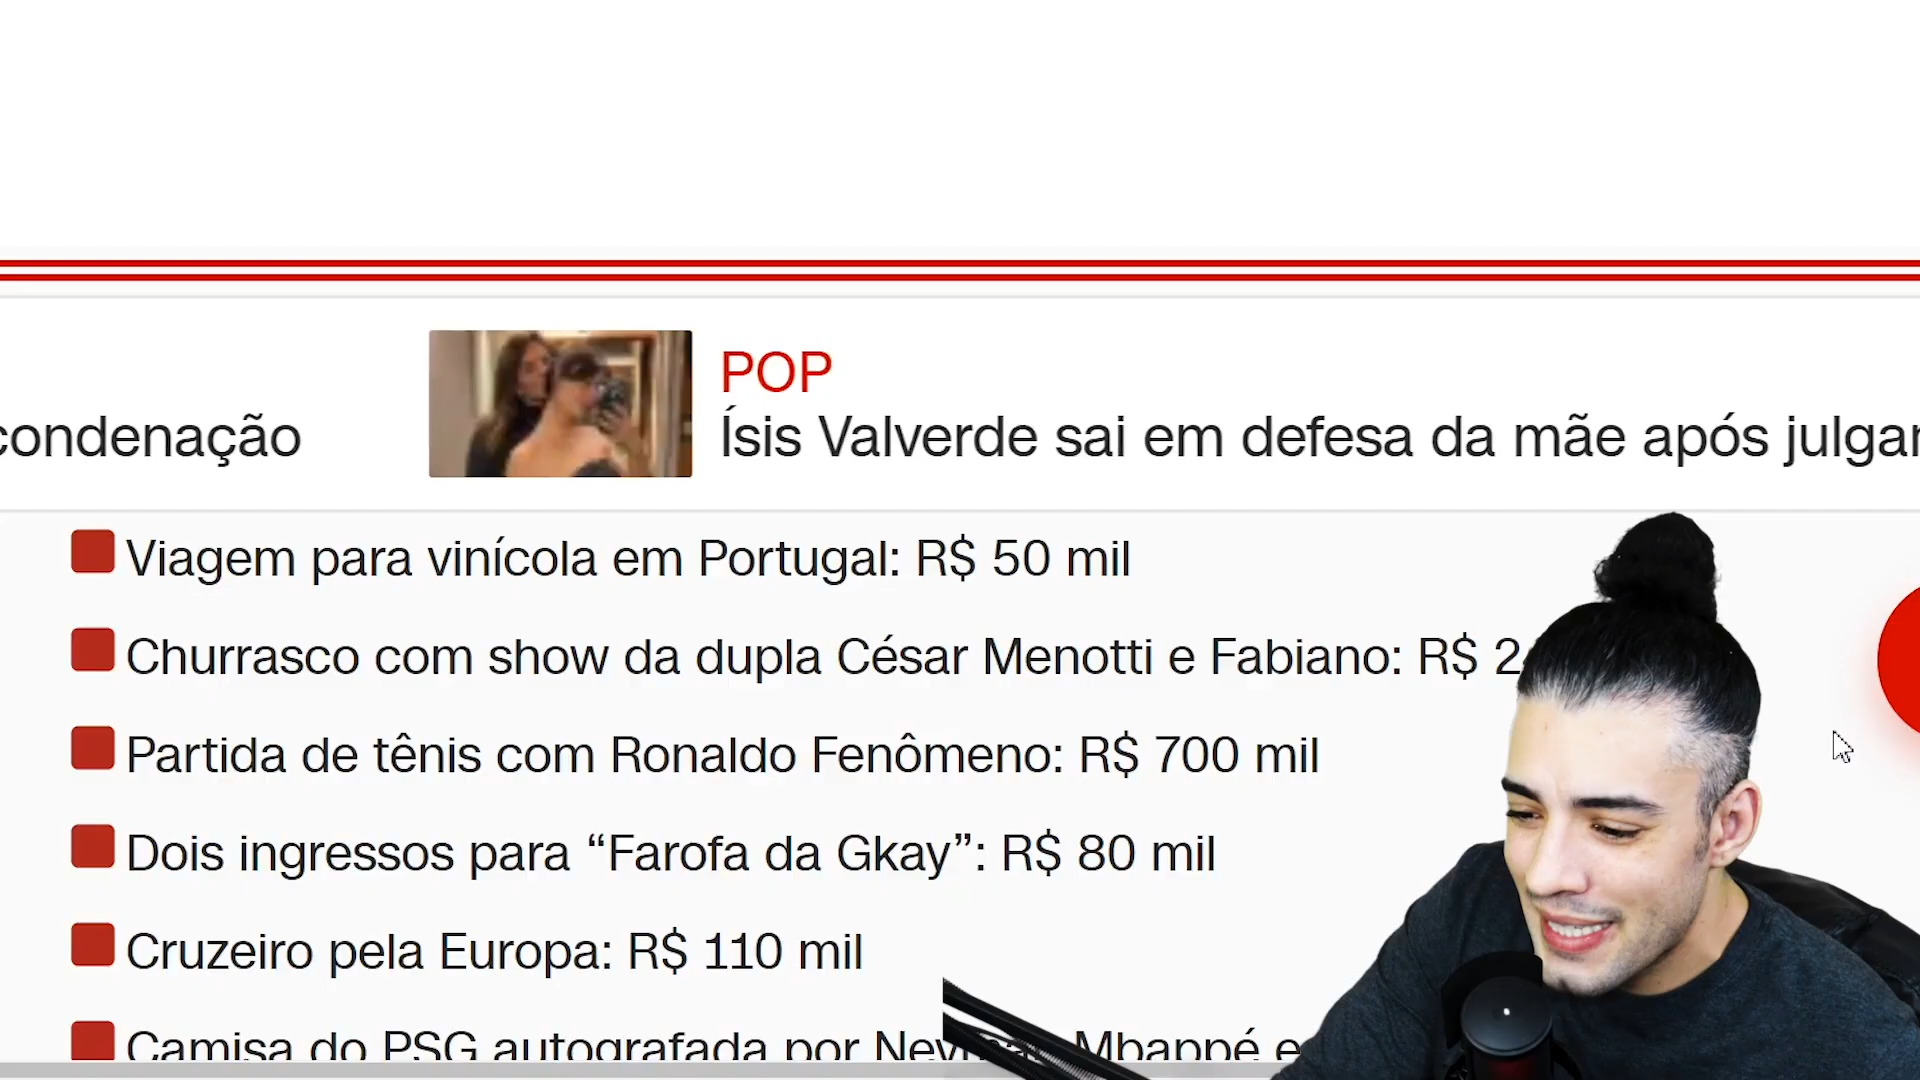 condenação
POP
Ísis Valverde sai em defesa da mãe após
Viagem para vinícola em Portugal: R$ 50 mil
Churrasco com show da dupla César Menotti e Fabiano: R$
Partida de tênis com Ronaldo Fenômeno: R$ 700 mil
Dois ingressos para “Farofa da Gkay”: R$ 80 mil
Cruzeiro pela Europa: R$ 110 mil
Camisa do PSG autografada por Neymar, Mbappé e